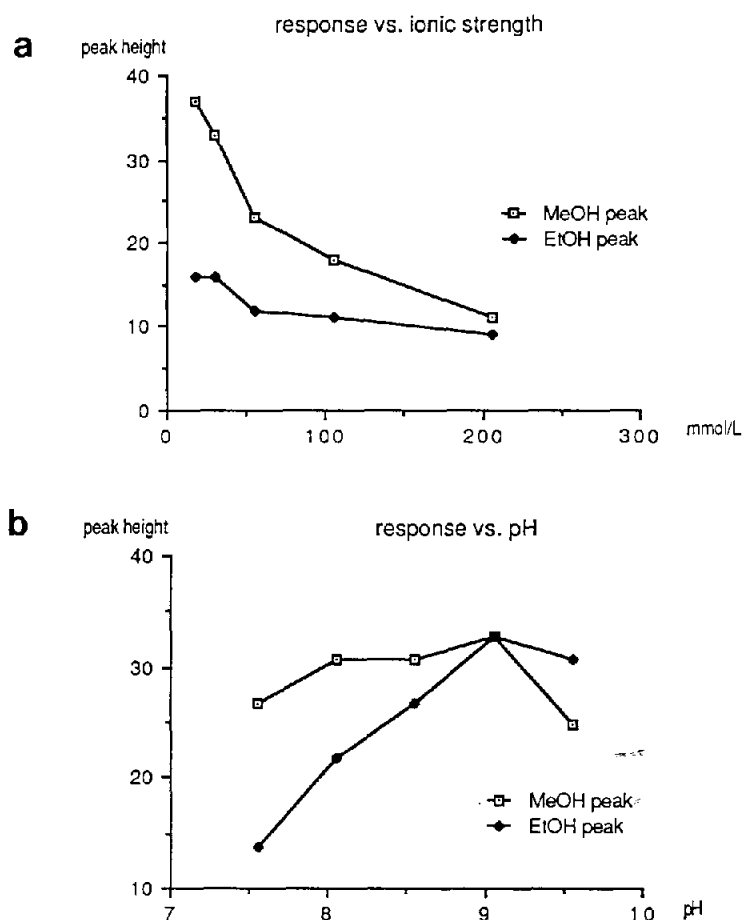 a
response vs. ionic strength
peak height
40
30
20
10
0
0 100 200 300
mmol/L
MeOH peak
EtOH peak
b
peak height
response vs. pH
40
30
20
10
7 8 9 10
pH
MeOH peak
EtOH peak